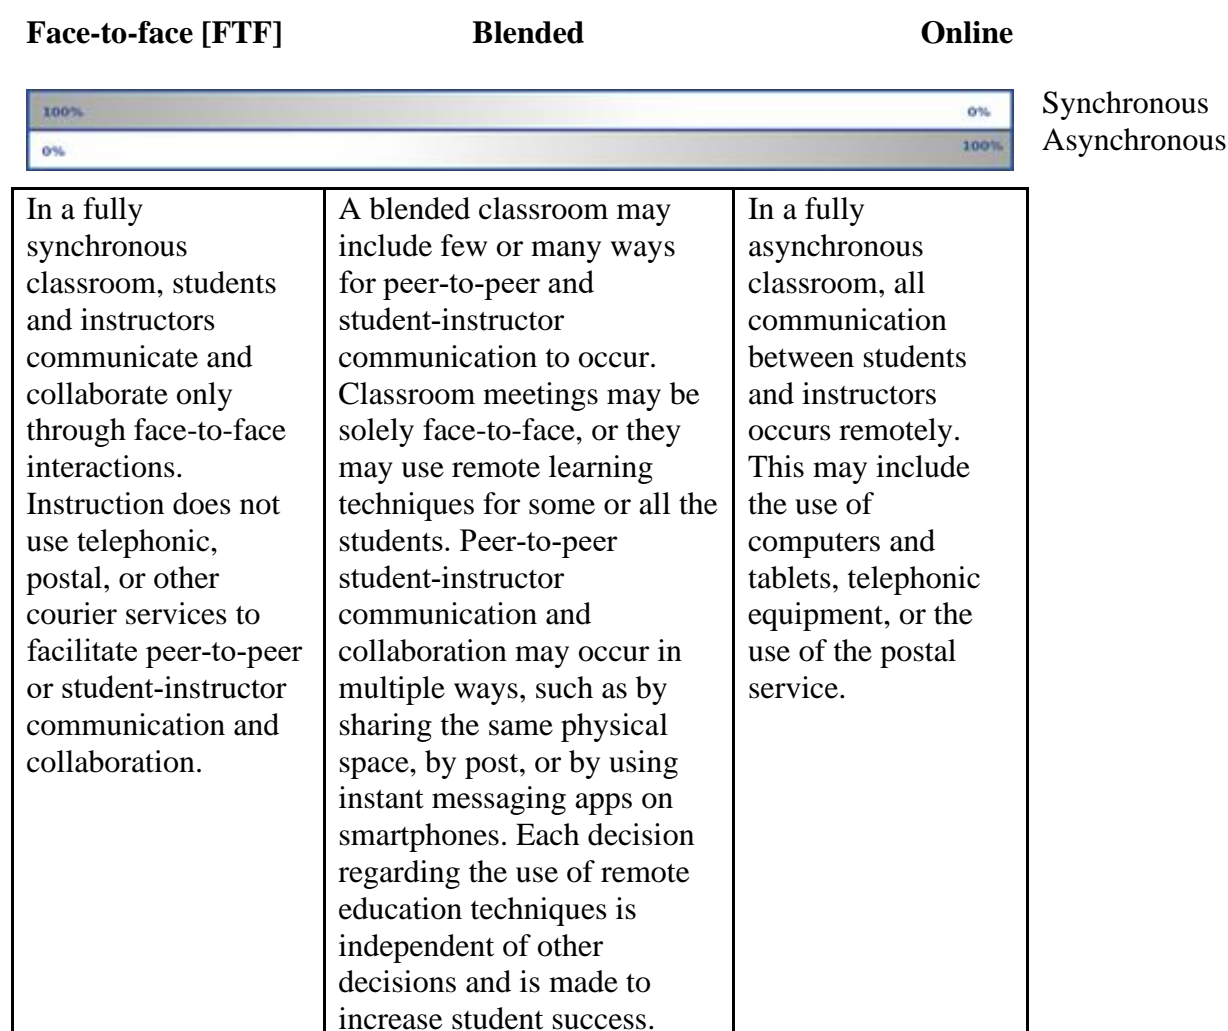 Face-to-face [FTF] Blended Online
100% 0% Synchronous
0% 100% Asynchronous
In a fully
synchronous
classroom, students
and instructors
communicate and
collaborate only
through face-to-face
interactions.
Instruction does not
use telephonic,
postal, or other
courier services to
facilitate peer-to-peer
or student-instructor
communication and
collaboration.
A blended classroom may
include few or many ways
for peer-to-peer and
student-instructor
communication to occur.
Classroom meetings may be
solely face-to-face, or they
may use remote learning
techniques for some or all the
students. Peer-to-peer
student-instructor
communication and
collaboration may occur in
multiple ways, such as by
sharing the same physical
space, by post, or by using
instant messaging apps on
smartphones. Each decision
regarding the use of remote
education techniques is
independent of other
decisions and is made to
increase student success.
In a fully
asynchronous
classroom, all
communication
between students
and instructors
occurs remotely.
This may include
the use of
computers and
tablets, telephonic
equipment, or the
use of the postal
service.